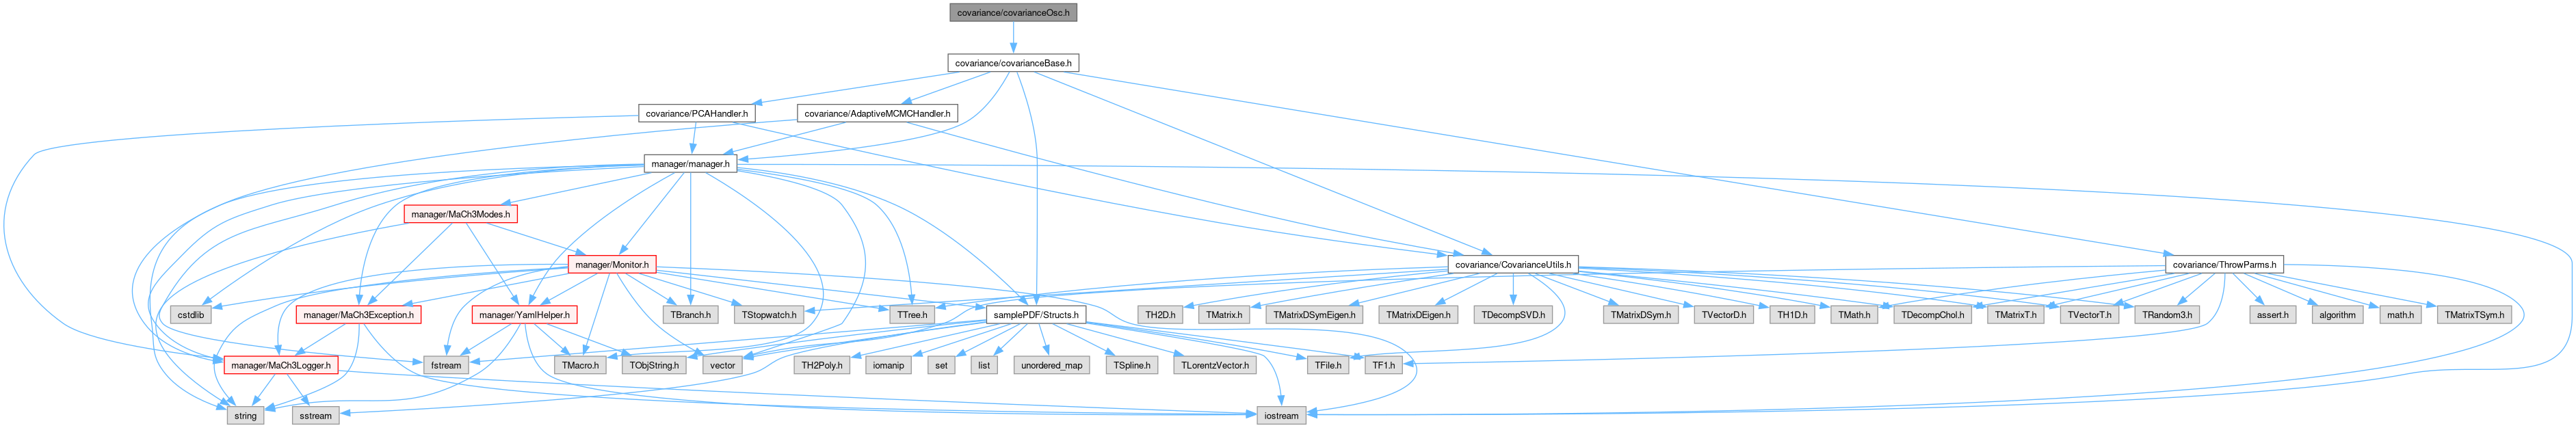 covariance/covarianceOsc.h
covariance/covarianceBase.h
covariance/PCAHandler.h
covariance/AdaptiveMCMCHandler.h
manager/manager.h
manager/MaCh3Modes.h
manager/Monitor.h
covariance/CovarianceUtils.h
covariance/ThrowParms.h
cstdlib
manager/MaCh3Exception.h
manager/YamlHelper.h
TBranch.h
TStopwatch.h
TTree.h
samplePDF/Structs.h
TH2D.h
TMatrix.h
TMatrixDSymEigen.h
TMatrixDEigen.h
TDecompSVD.h
TMatrixDSym.h
TVectorD.h
TH1D.h
TMath.h
TDecompChol.h
TMatrixT.h
TVectorT.h
TRandom3.h
assert.h
algorithm
math.h
TMatrixTSym.h
manager/MaCh3Logger.h
fstream
TMacro.h
TObjString.h
vector
TH2Poly.h
iomanip
set
list
unordered_map
TSpline.h
TLorentzVector.h
TFile.h
TF1.h
string
sstream
iostream